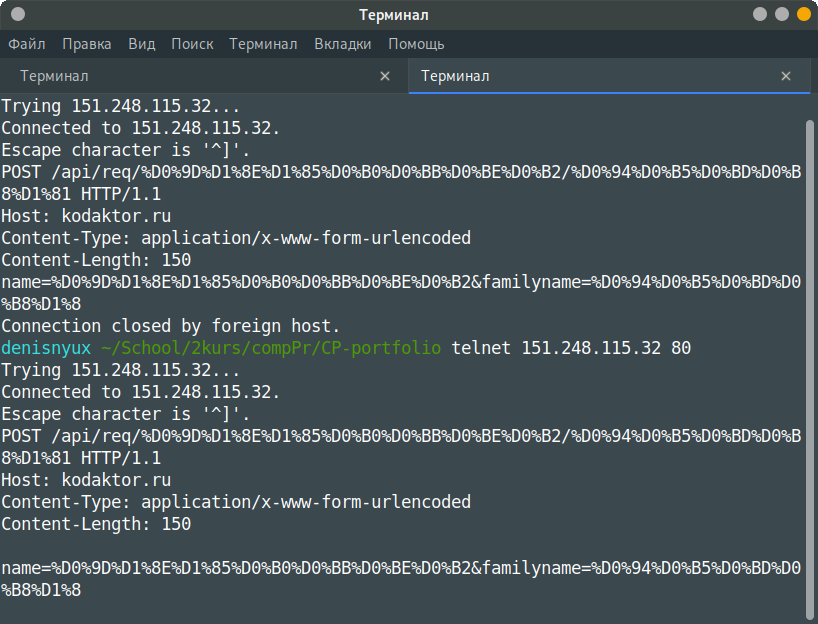 Терминал
Файл Правка Вид Поиск Терминал Вкладки Помощь
Терминал × Терминал ×
Trying 151.248.115.32...
Connected to 151.248.115.32.
Escape character is '^]'.
POST /api/req/%D0%9D%D1%8E%D1%85%D0%B0%D0%BB%D0%BE%D0%B2/%D0%94%D0%B5%D0%BD%D0%B
8%D1%81 HTTP/1.1
Host: kodaktor.ru
Content-Type: application/x-www-form-urlencoded
Content-Length: 150
name=%D0%9D%D1%8E%D1%85%D0%B0%D0%BB%D0%BE%D0%B2&familyname=%D0%94%D0%B5%D0%BD%D0
%B8%D1%8
Connection closed by foreign host.
denisnyux ~/School/2kurs/compPr/CP-portfolio telnet 151.248.115.32 80
Trying 151.248.115.32...
Connected to 151.248.115.32.
Escape character is '^]'.
POST /api/req/%D0%9D%D1%8E%D1%85%D0%B0%D0%BB%D0%BE%D0%B2/%D0%94%D0%B5%D0%BD%D0%B
8%D1%81 HTTP/1.1
Host: kodaktor.ru
Content-Type: application/x-www-form-urlencoded
Content-Length: 150
name=%D0%9D%D1%8E%D1%85%D0%B0%D0%BB%D0%BE%D0%B2&familyname=%D0%94%D0%B5%D0%BD%D0
%B8%D1%8